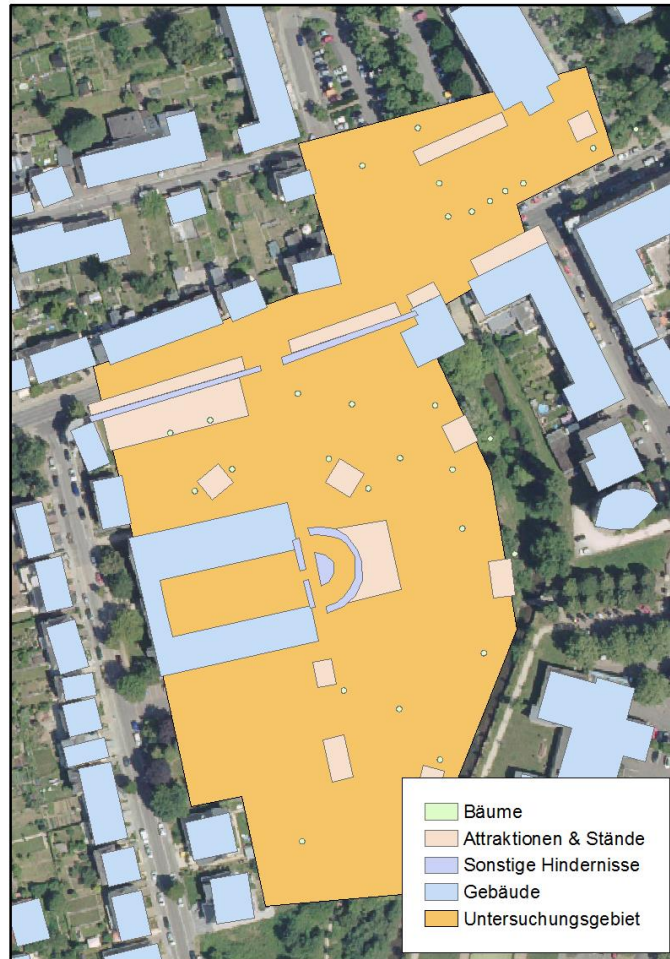 Bäume
Attraktionen & Stände
Sonstige Hindernisse
Gebäude
Untersuchungsgebiet